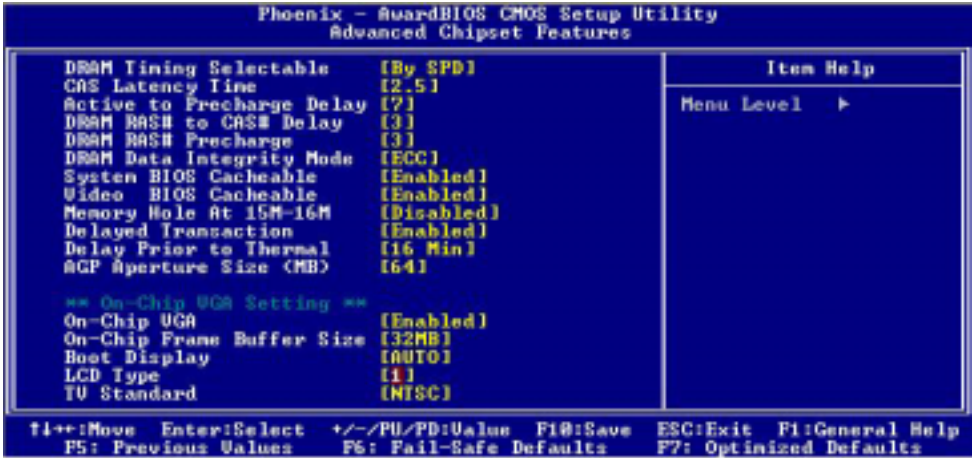 Phoenix - AwardBIOS CMOS Setup Utility
Advanced Chipset Features
DRAM Timing Selectable [By SPD]
CAS Latency Time [2.5]
Active to Precharge Delay [7]
DRAM RAS# to CAS# Delay [3]
DRAM RAS# Precharge [3]
DRAM Data Integrity Mode [ECC]
System BIOS Cacheable [Enabled]
Video BIOS Cacheable [Enabled]
Memory Hole At 15M-16M [Disabled]
Delayed Transaction [Enabled]
Delay Prior to Thermal [16 Min]
AGP Aperture Size (MB) [64]
** On-Chip VGA Setting **
On-Chip VGA [Enabled]
On-Chip Frame Buffer Size [32MB]
Boot Display [AUTO]
LCD Type [1]
TV Standard [NTSC]
Item Help
Menu Level ▶
↑↓→←:Move Enter:Select +/-/PU/PD:Value F10:Save ESC:Exit F1:General Help
F5: Previous Values F6: Fail-Safe Defaults F7: Optimized Defaults